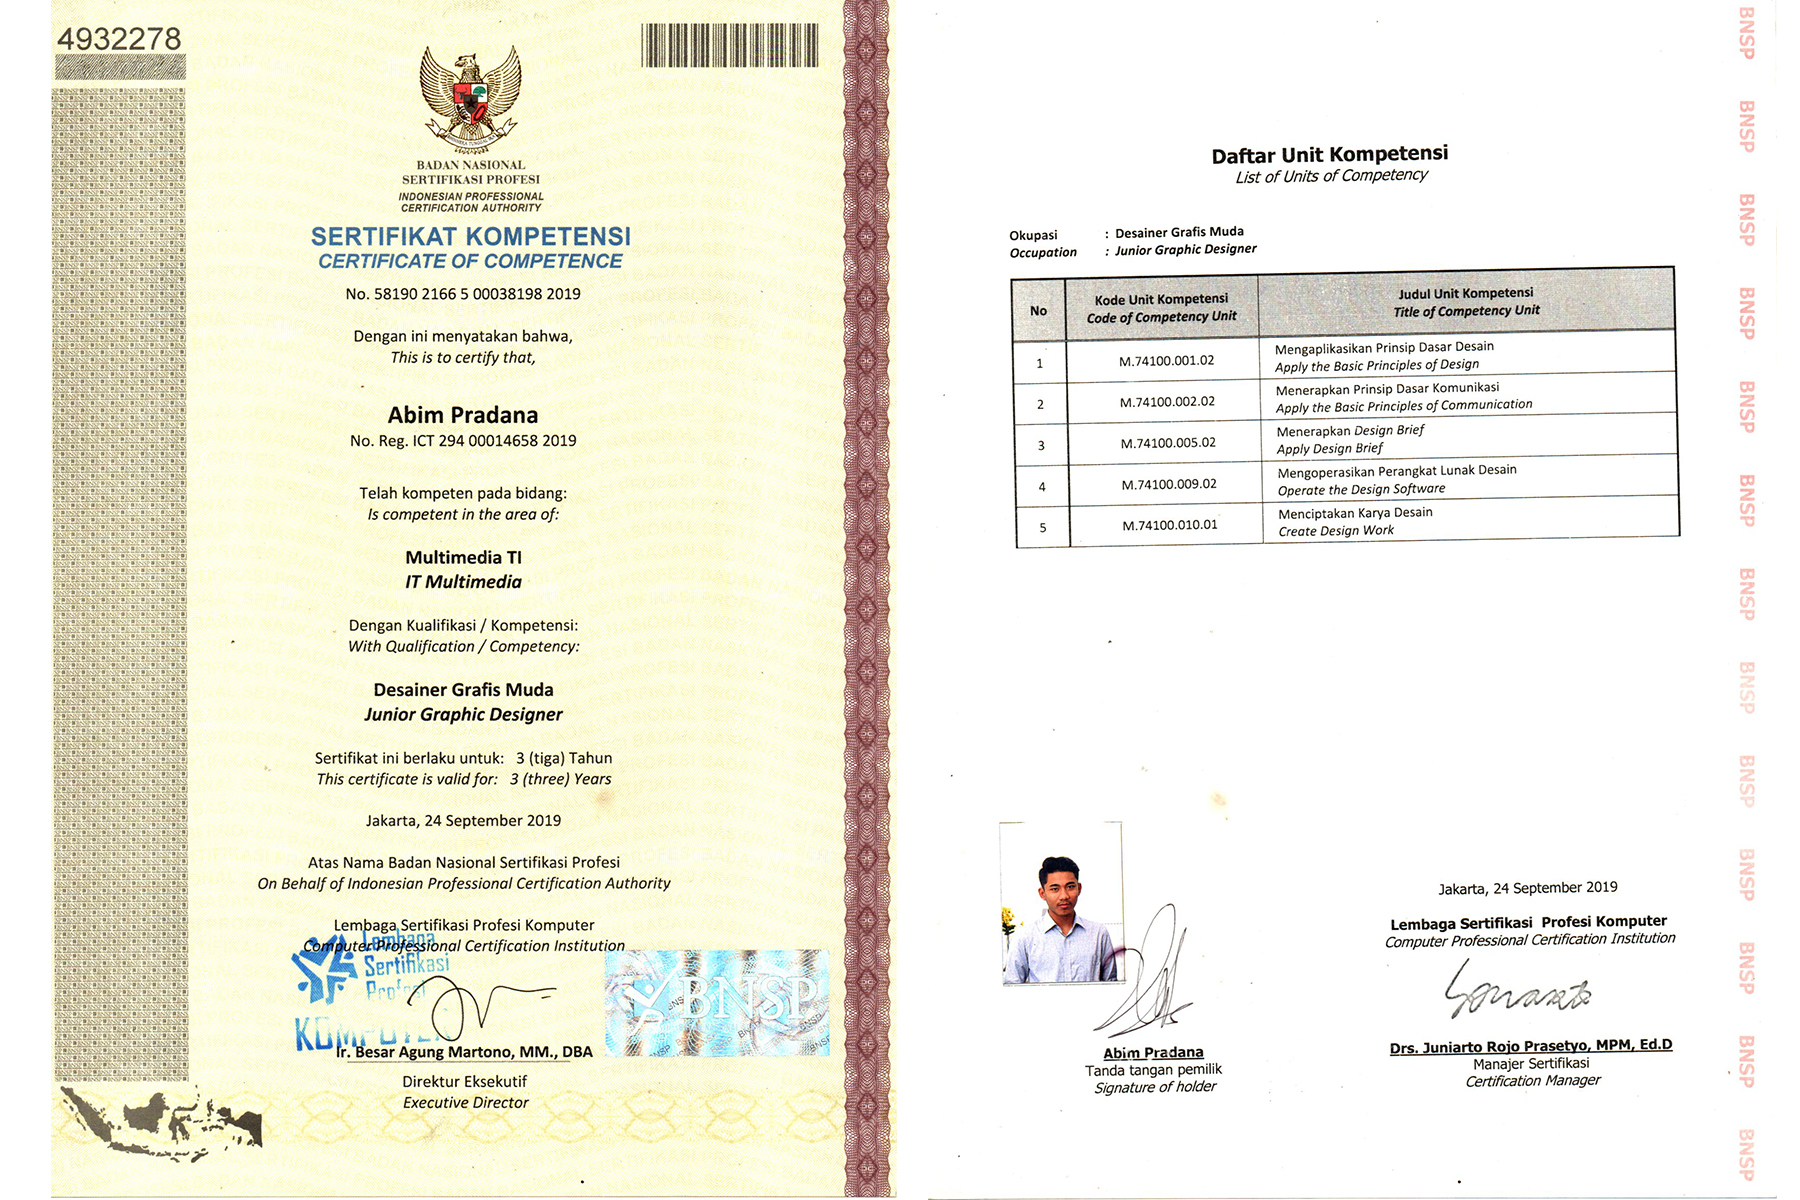 4932278
BADAN NASIONAL
SERTIFIKASI PROFESI
INDONESIAN PROFESSIONAL
CERTIFICATION AUTHORITY
SERTIFIKAT KOMPETENSI
CERTIFICATE OF COMPETENCE
No. 58190 2166 5 00038198 2019
Dengan ini menyatakan bahwa,
This is to certify that,
Abim Pradana
No. Reg. ICT 294 00014658 2019
Telah kompeten pada bidang:
Is competent in the area of:
Multimedia TI
IT Multimedia
Dengan Kualifikasi / Kompetensi:
With Qualification / Competency:
Desainer Grafis Muda
Junior Graphic Designer
Sertifikat ini berlaku untuk: 3 (tiga) Tahun
This certificate is valid for: 3 (three) Years
Jakarta, 24 September 2019
Atas Nama Badan Nasional Sertifikasi Profesi
On Behalf of Indonesian Professional Certification Authority
Lembaga Sertifikasi Profesi Komputer
Computer Professional Certification Institution
Lembaga
Sertifikasi
Profesi
KOMPUTER
BNSP
Ir. Besar Agung Martono, MM., DBA
Direktur Eksekutif
Executive Director
Daftar Unit Kompetensi
List of Units of Competency
Okupasi : Desainer Grafis Muda
Occupation : Junior Graphic Designer
No Kode Unit Kompetensi Judul Unit Kompetensi
Code of Competency Unit Title of Competency Unit
1 M.74100.001.02 Mengaplikasikan Prinsip Dasar Desain
Apply the Basic Principles of Design
2 M.74100.002.02 Menerapkan Prinsip Dasar Komunikasi
Apply the Basic Principles of Communication
3 M.74100.005.02 Menerapkan Design Brief
Apply Design Brief
4 M.74100.009.02 Mengoperasikan Perangkat Lunak Desain
Operate the Design Software
5 M.74100.010.01 Menciptakan Karya Desain
Create Design Work
Jakarta, 24 September 2019
Lembaga Sertifikasi Profesi Komputer
Computer Professional Certification Institution
Abim Pradana
Tanda tangan pemilik
Signature of holder
Drs. Juniarto Rojo Prasetyo, MPM, Ed.D
Manajer Sertifikasi
Certification Manager
BNSP
BNSP
BNSP
BNSP
BNSP
BNSP
BNSP
BNSP
BNSP
BNSP
BNSP
BNSP
BNSP